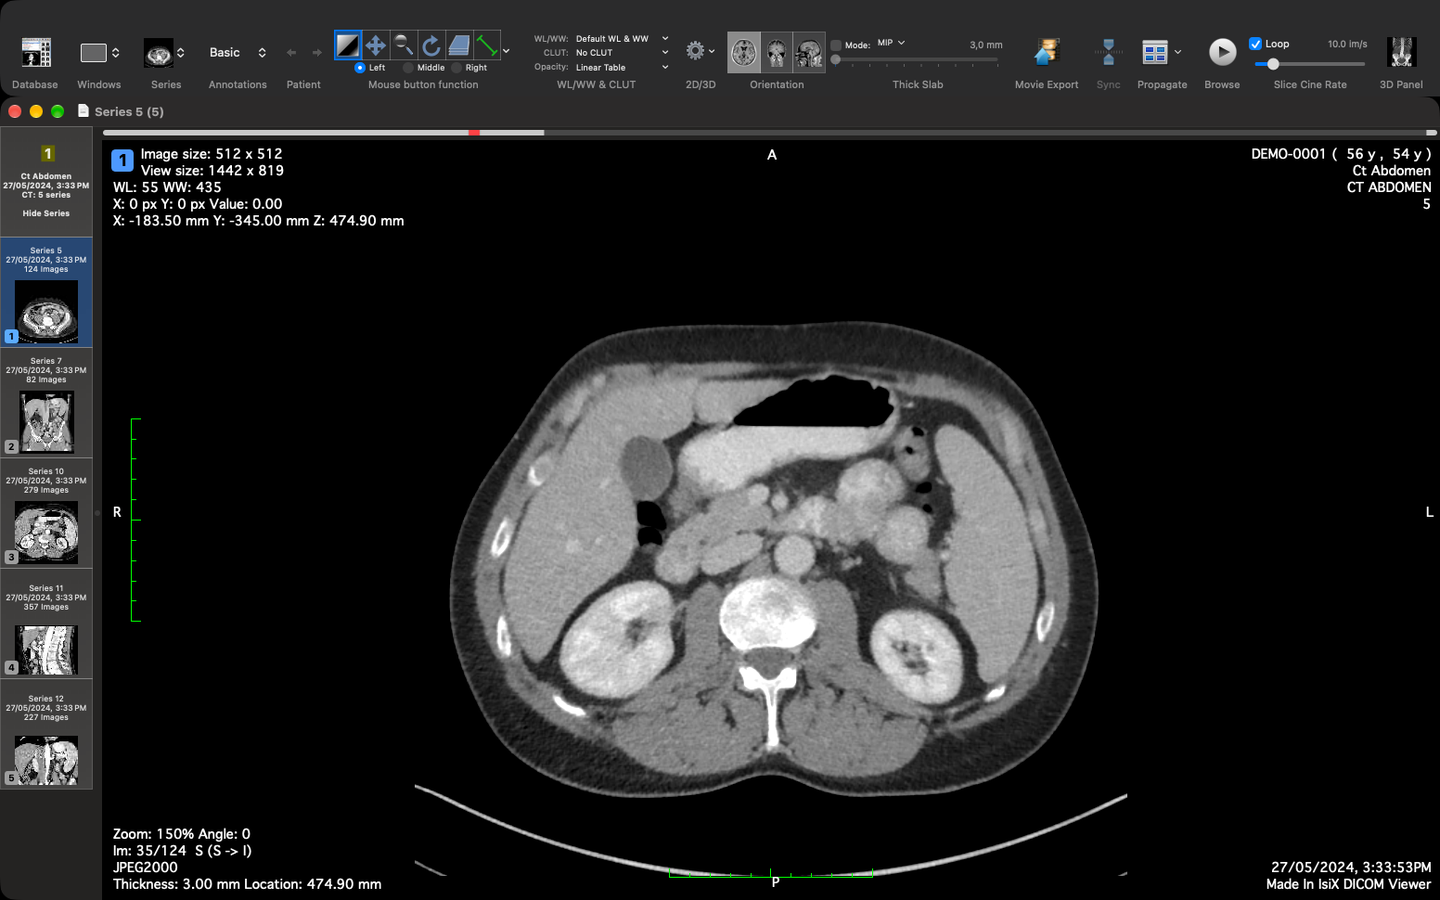 WL/WW: Default WL & WW
CLUT: No CLUT
Opacity: Linear Table
Basic
Left Middle Right
Mode: MIP 3,0 mm
Loop 10.0 im/s
Database Windows Series Annotations Patient Mouse button function WL/WW & CLUT 2D/3D Orientation Thick Slab Movie Export Sync Propagate Browse Slice Cine Rate 3D Panel
Series 5 (5)
1
Ct Abdomen
27/05/2024, 3:33 PM
CT: 5 series
Hide Series
Series 5
27/05/2024, 3:33 PM
124 Images
1
Series 7
27/05/2024, 3:33 PM
82 Images
2
Series 10
27/05/2024, 3:33 PM
279 Images
3
Series 11
27/05/2024, 3:33 PM
357 Images
4
Series 12
27/05/2024, 3:33 PM
227 Images
5
1
Image size: 512 x 512
View size: 1442 x 819
WL: 55 WW: 435
X: 0 px Y: 0 px Value: 0.00
X: -183.50 mm Y: -345.00 mm Z: 474.90 mm
A
DEMO-0001 ( 56 y , 54 y )
Ct Abdomen
CT ABDOMEN
5
R
L
Zoom: 150% Angle: 0
Im: 35/124 S (S -> I)
JPEG2000
Thickness: 3.00 mm Location: 474.90 mm
P
27/05/2024, 3:33:53PM
Made In IsiX DICOM Viewer